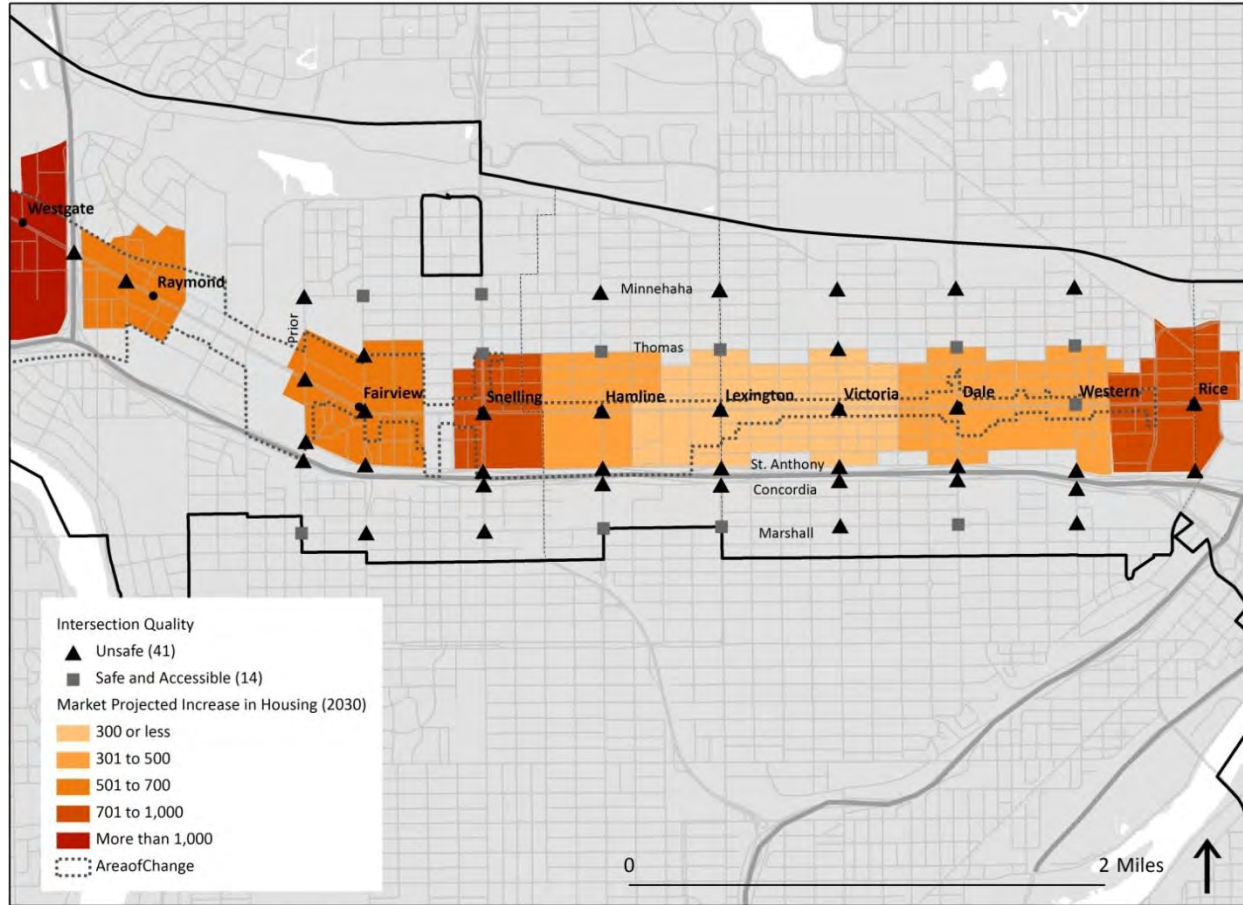 Minnehaha
Westgate
Raymond
Prior
Thomas
Fairview
Snelling
Hamline
Lexington
Victoria
Dale
Western
Rice
St. Anthony
Concordia
Marshall
Intersection Quality
Unsafe (41)
Safe and Accessible (14)
Market Projected Increase in Housing (2030)
300 or less
301 to 500
501 to 700
701 to 1,000
More than 1,000
AreaofChange
0 2 Miles